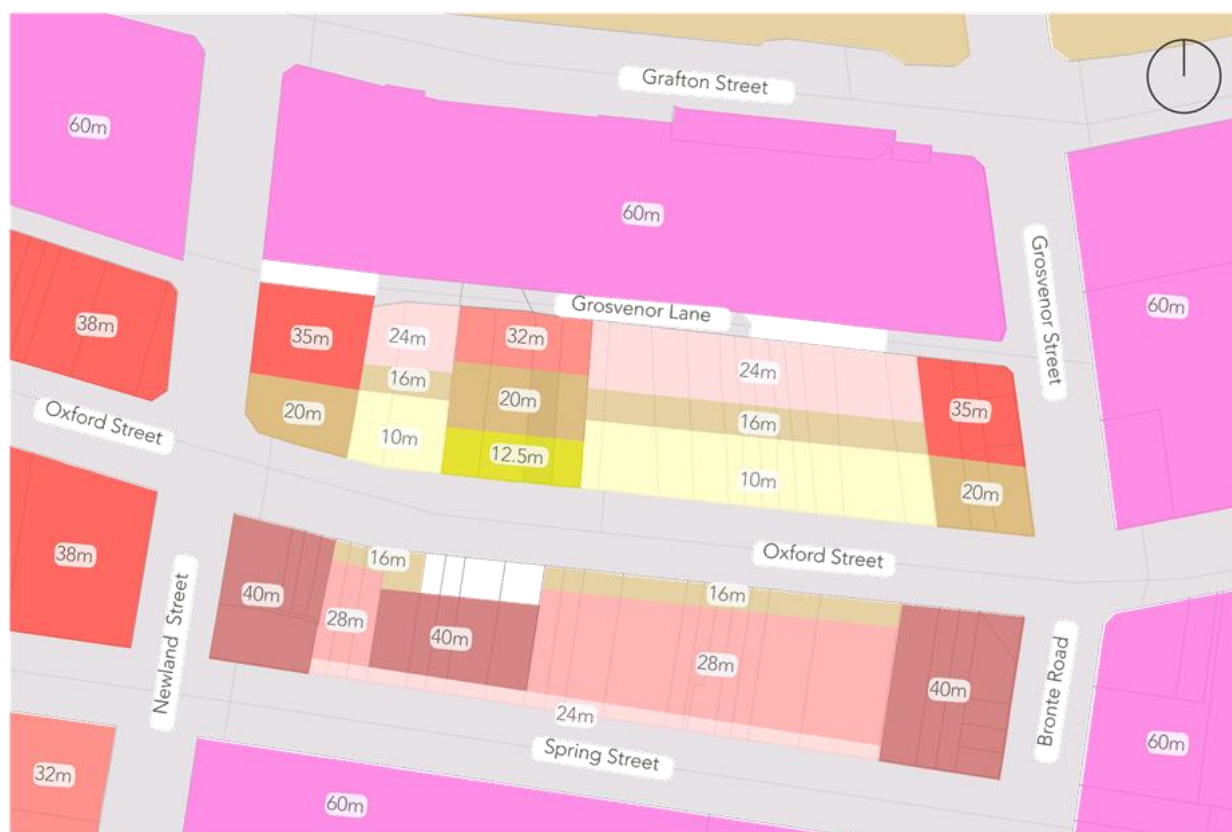 Grafton Street
60m
60m
Grosvenor Street
60m
Grosvenor Lane
38m
35m
24m
32m
24m
16m
20m
16m
35m
20m
10m
12.5m
10m
20m
Oxford Street
Oxford Street
38m
Newland Street
40m
16m
28m
40m
16m
28m
40m
Bronte Road
24m
Spring Street
60m
32m
60m